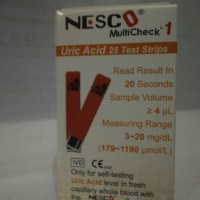 NESCO
MultiCheck 1
Uric Acid 25 Test Strips
Read Result In
20 Seconds
Sample Volume
≥ 4 μL
Measuring Range
3~20 mg/dL
(179~1190 μmol/L)
IVD CE
Only for self-testing
Uric Acid level in fresh
capillary whole blood with
the NESCO